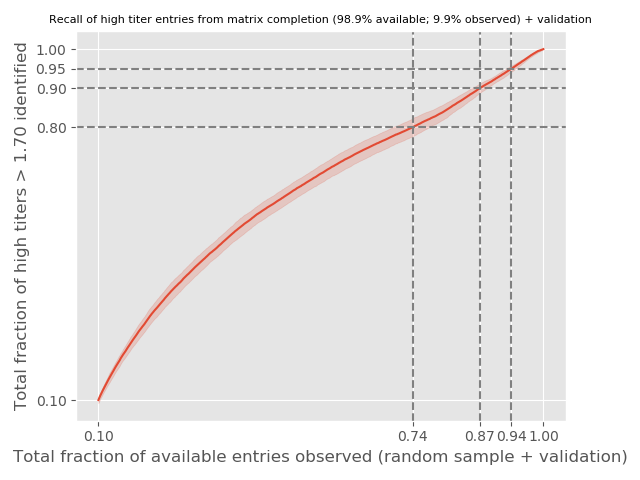 Recall of high titer entries from matrix completion (98.9% available; 9.9% observed) + validation
Total fraction of high titers > 1.70 identified
1.00
0.95
0.90
0.80
0.10
0.10 0.74 0.87 0.94 1.00
Total fraction of available entries observed (random sample + validation)